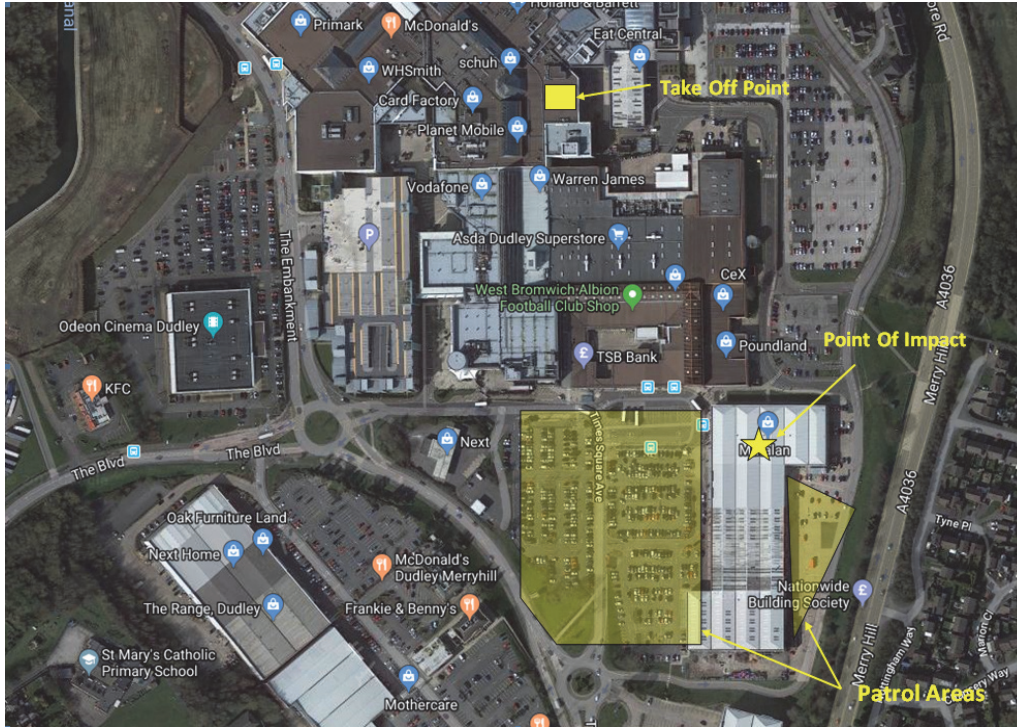 Holland & Barrett
Primark
McDonald's
Eat Central
schuh
WHSmith
Take Off Point
Card Factory
Planet Mobile
Warren James
Vodafone
P
Asda Dudley Superstore
The Embankment
CeX
West Bromwich Albion
Football Club Shop
A4036
Odeon Cinema Dudley
Point Of Impact
Poundland
£ TSB Bank
Merry Hill
KFC
Times Square Ave
Next
The Blvd
The Blvd
A4036
Oak Furniture Land
Tyne Pl
Next Home
McDonald's
Dudley Merryhill
Nationwide
Building Society
£
The Range, Dudley
Frankie & Benny's
Marion Cl
St Mary's Catholic
Primary School
Merry Hill
Patrol Areas
Mothercare